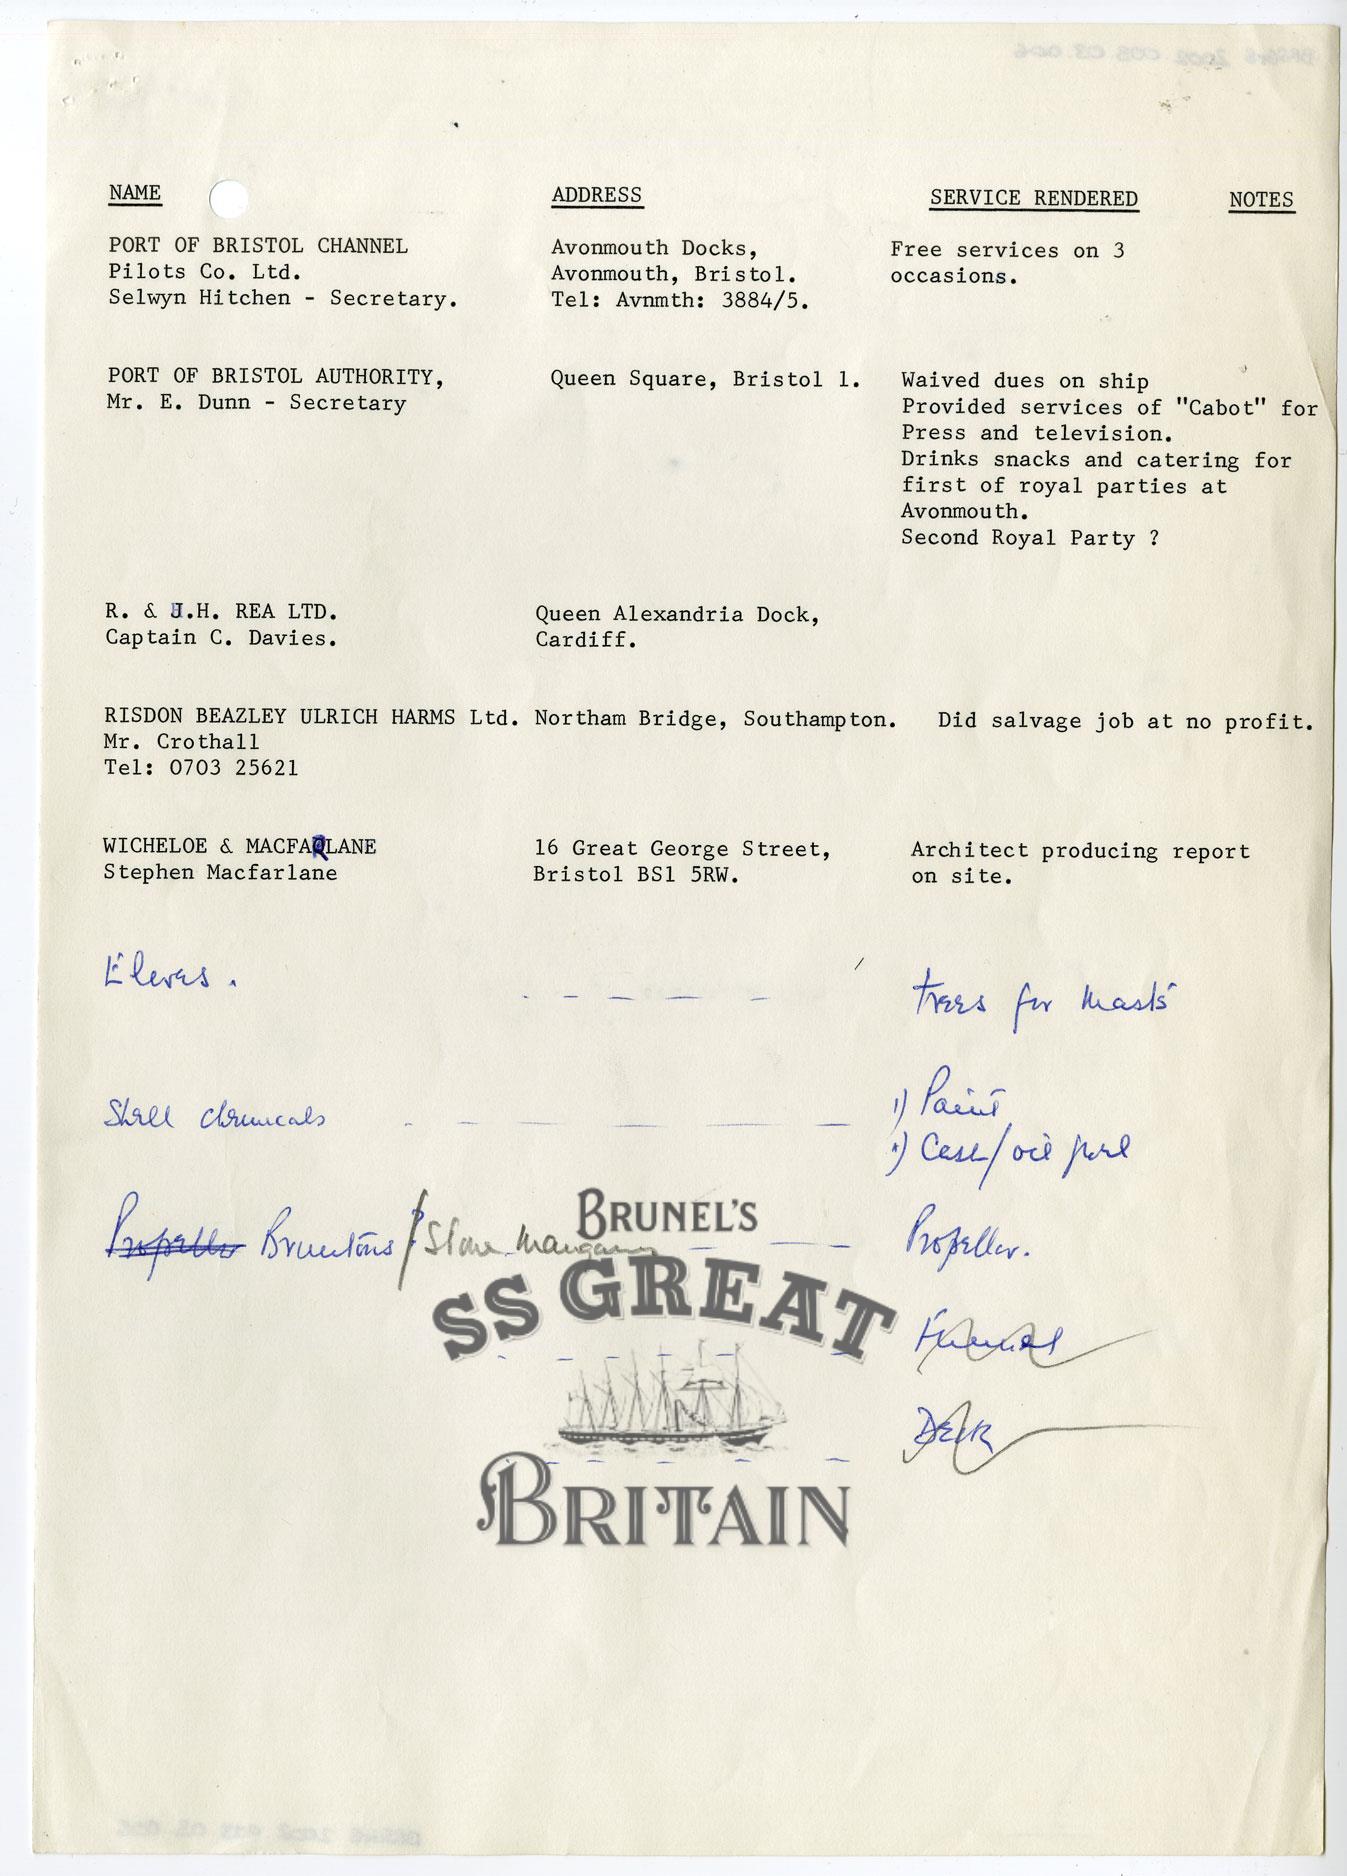 NAME ADDRESS SERVICE RENDERED NOTES
PORT OF BRISTOL CHANNEL Avonmouth Docks, Free services on 3
Pilots Co. Ltd. Avonmouth, Bristol. occasions.
Selwyn Hitchen - Secretary. Tel: Avnmth: 3884/5.
PORT OF BRISTOL AUTHORITY, Queen Square, Bristol 1. Waived dues on ship
Mr. E. Dunn - Secretary Provided services of "Cabot" for
Press and television.
Drinks snacks and catering for
first of royal parties at
Avonmouth.
Second Royal Party ?
R. & J.H. REA LTD. Queen Alexandria Dock,
Captain C. Davies. Cardiff.
RISDON BEAZLEY ULRICH HARMS Ltd. Northam Bridge, Southampton. Did salvage job at no profit.
Mr. Crothall
Tel: 0703 25621
WICHELOE & MACFARLANE 16 Great George Street, Architect producing report
Stephen Macfarlane Bristol BS1 5RW. on site.
trees for masts
Shell chemicals 1) Paint
Cash/oil fuel
Propeller Bruntons / Stone Propeller.
Funnel
Deck
BRUNEL'S
SS GREAT
BRITAIN